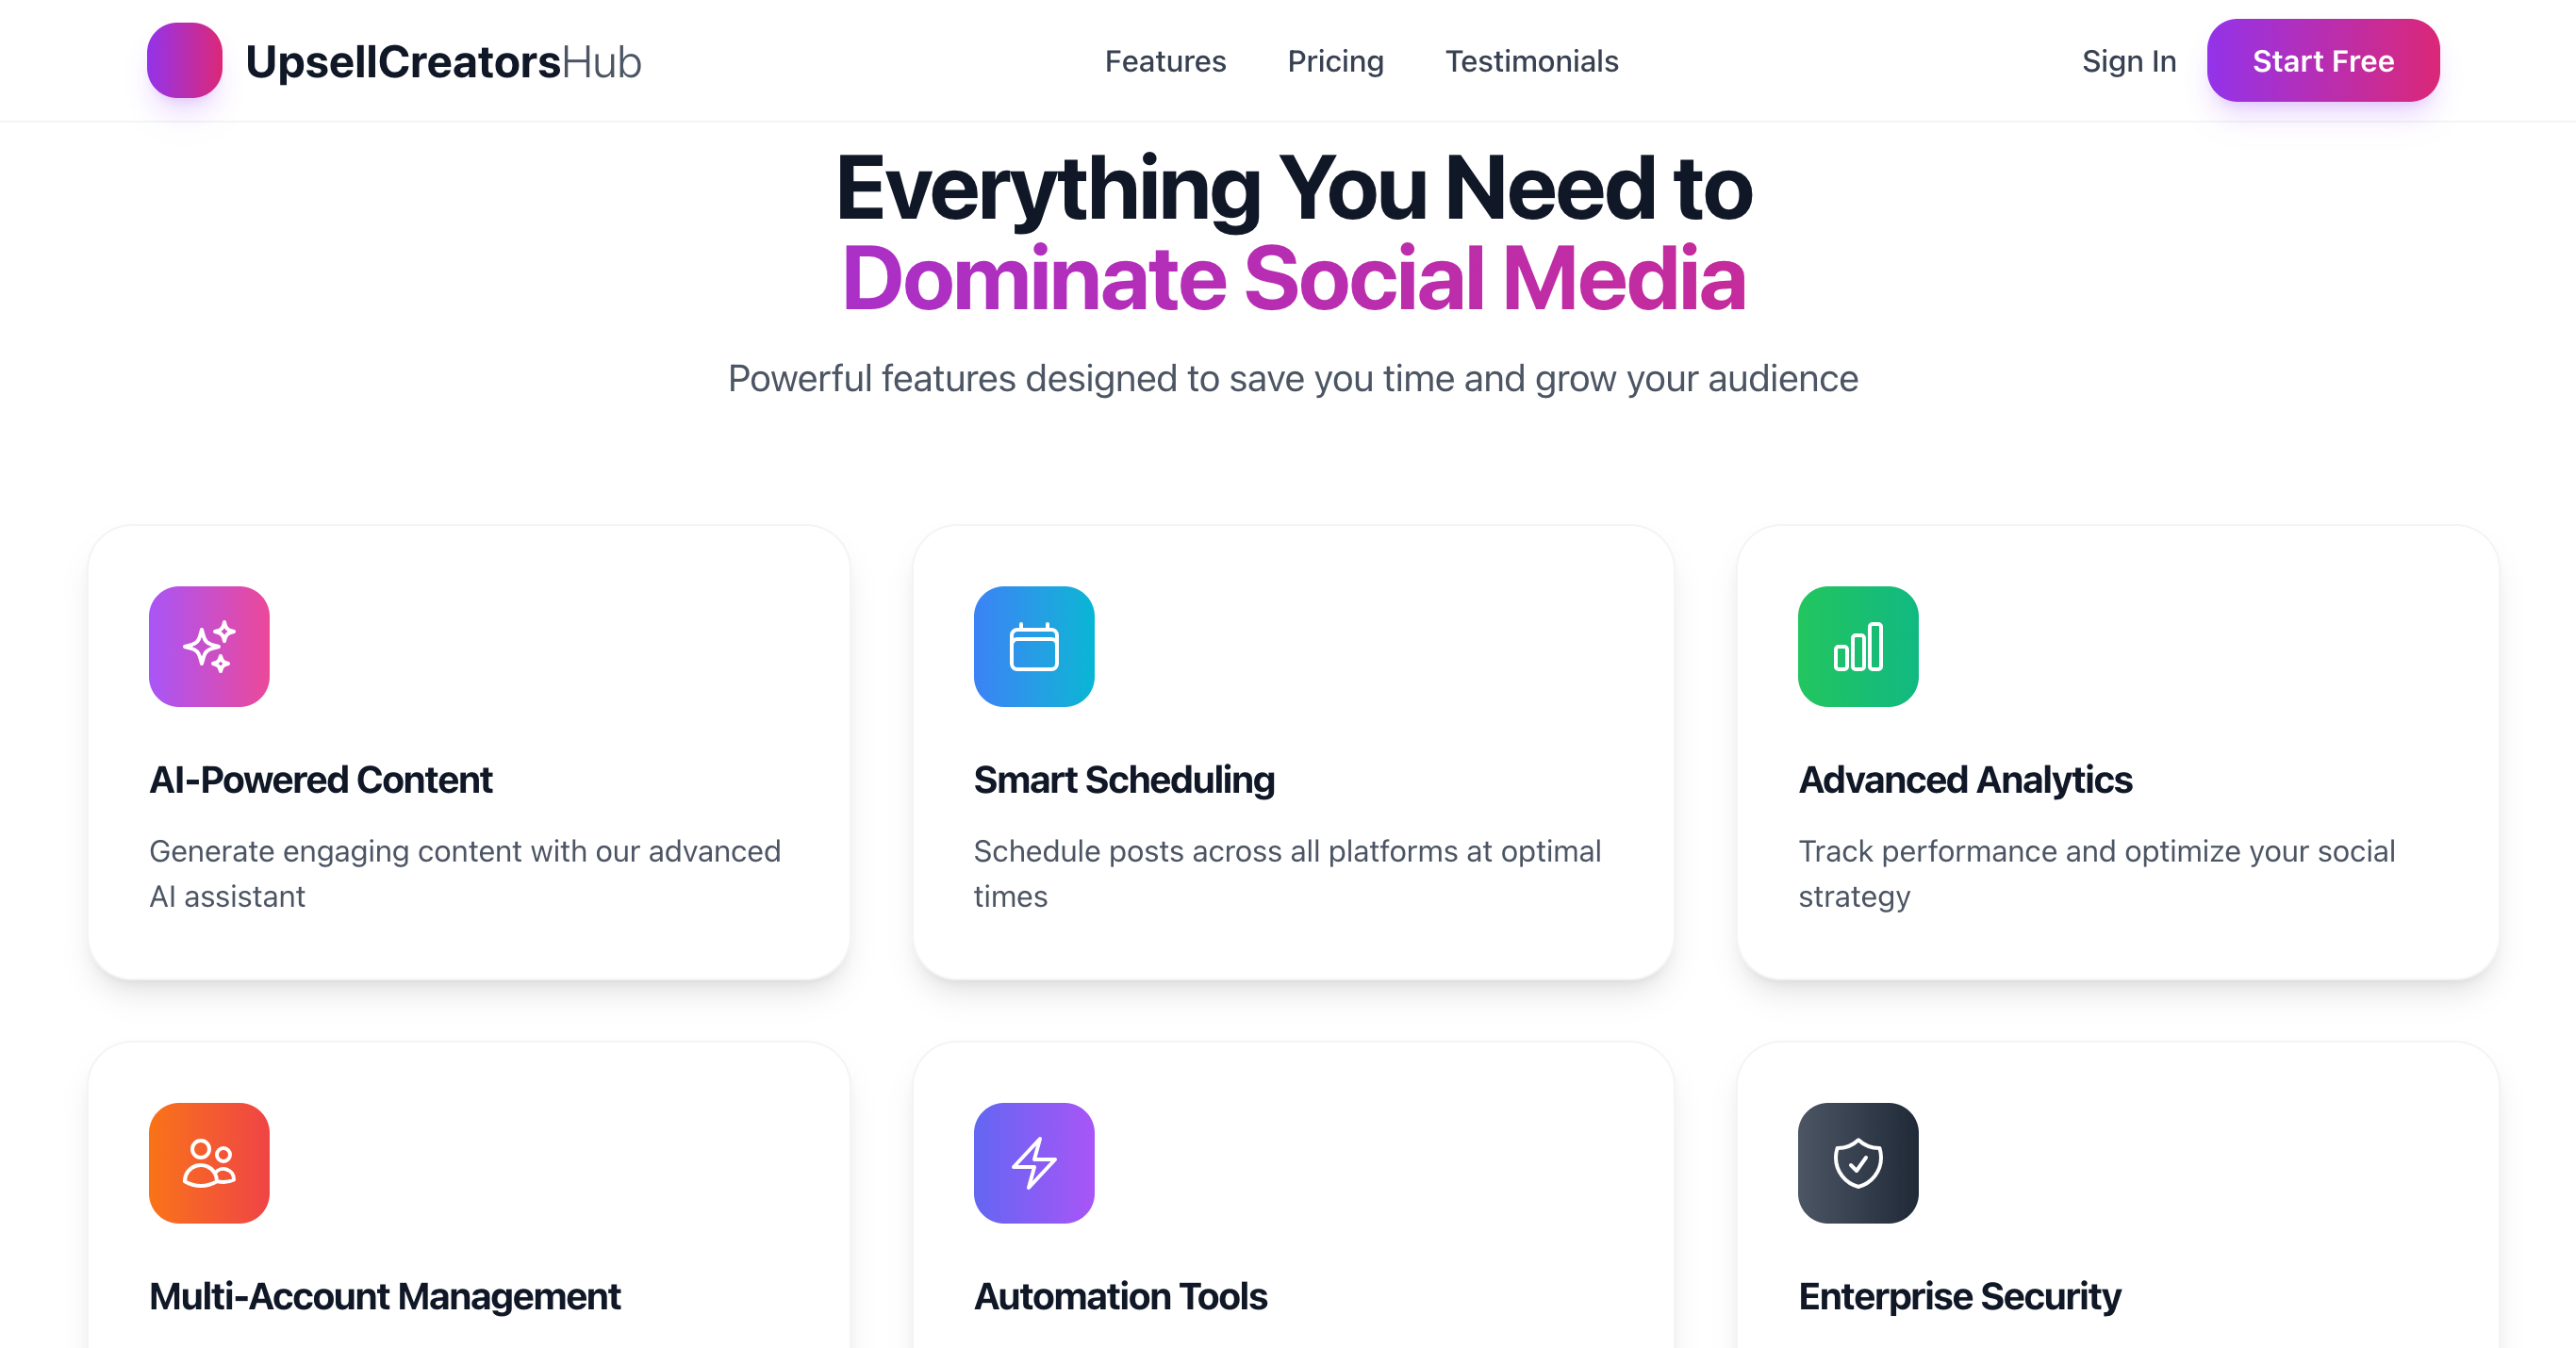 UpsellCreatorsHub
Features
Pricing
Testimonials
Sign In
Start Free
Everything You Need to
Dominate Social Media
Powerful features designed to save you time and grow your audience
AI-Powered Content
Generate engaging content with our advanced
AI assistant
Smart Scheduling
Schedule posts across all platforms at optimal
times
Advanced Analytics
Track performance and optimize your social
strategy
Multi-Account Management
Automation Tools
Enterprise Security